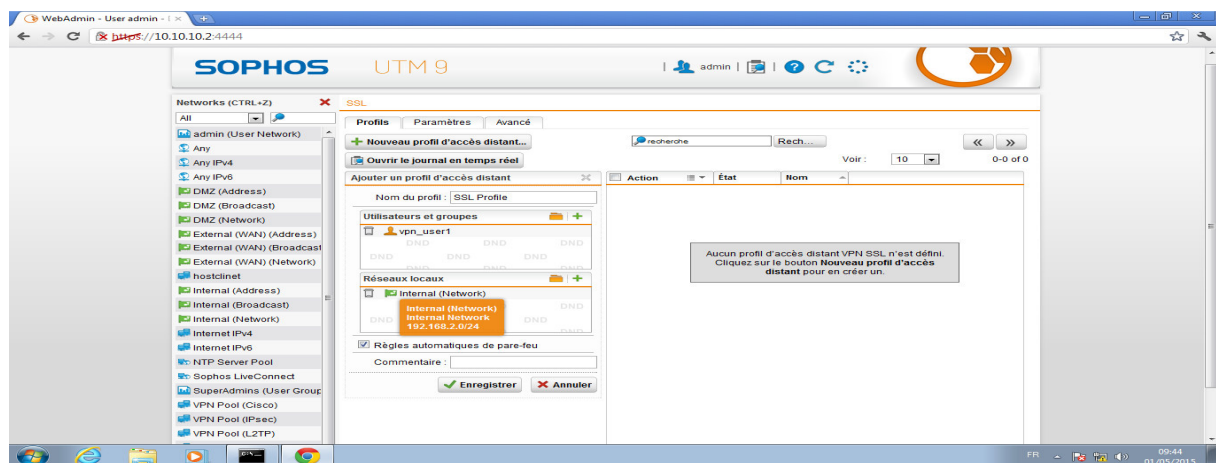 WebAdmin - User admin -
https://10.10.10.2:4444
SOPHOS UTM 9
admin
Networks (CTRL+Z)
All
admin (User Network)
Any
Any IPv4
Any IPv6
DMZ (Address)
DMZ (Broadcast)
DMZ (Network)
External (WAN) (Address)
External (WAN) (Broadcast
External (WAN) (Network)
hostclinet
Internal (Address)
Internal (Broadcast)
Internal (Network)
Internet IPv4
Internet IPv6
NTP Server Pool
Sophos LiveConnect
SuperAdmins (User Group
VPN Pool (Cisco)
VPN Pool (IPsec)
VPN Pool (L2TP)
SSL
Profils Paramètres Avancé
Nouveau profil d'accès distant...
Ouvrir le journal en temps réel
Ajouter un profil d'accès distant
Nom du profil : SSL Profile
Utilisateurs et groupes
vpn_user1
DND DND DND
DND DND DND
Réseaux locaux
Internal (Network)
Internal (Network)
Internal Network
192.168.2.0/24
DND
DND DND
Règles automatiques de pare-feu
Commentaire :
Enregistrer Annuler
recherche Rech...
Voir : 10 0-0 of 0
Action État Nom
Aucun profil d'accès distant VPN SSL n'est défini.
Cliquez sur le bouton Nouveau profil d'accès
distant pour en créer un.
FR
09:44
01/05/2015